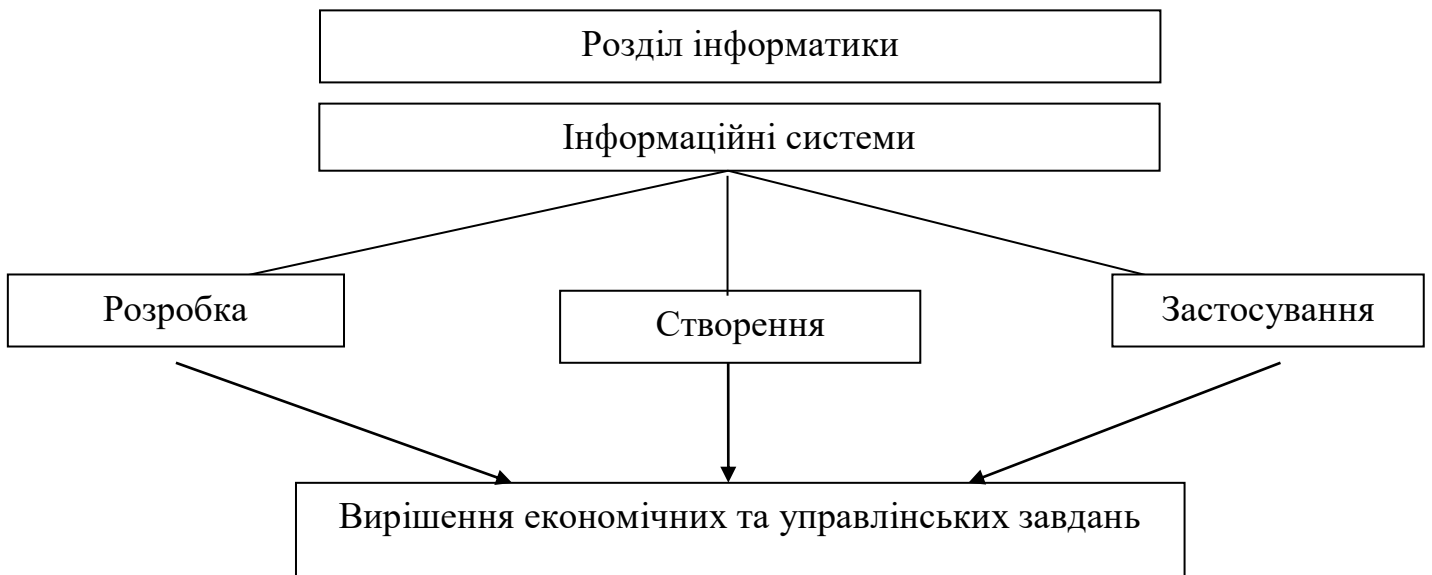 Розділ інформатики
Інформаційні системи
Розробка
Створення
Застосування
Вирішення економічних та управлінських завдань